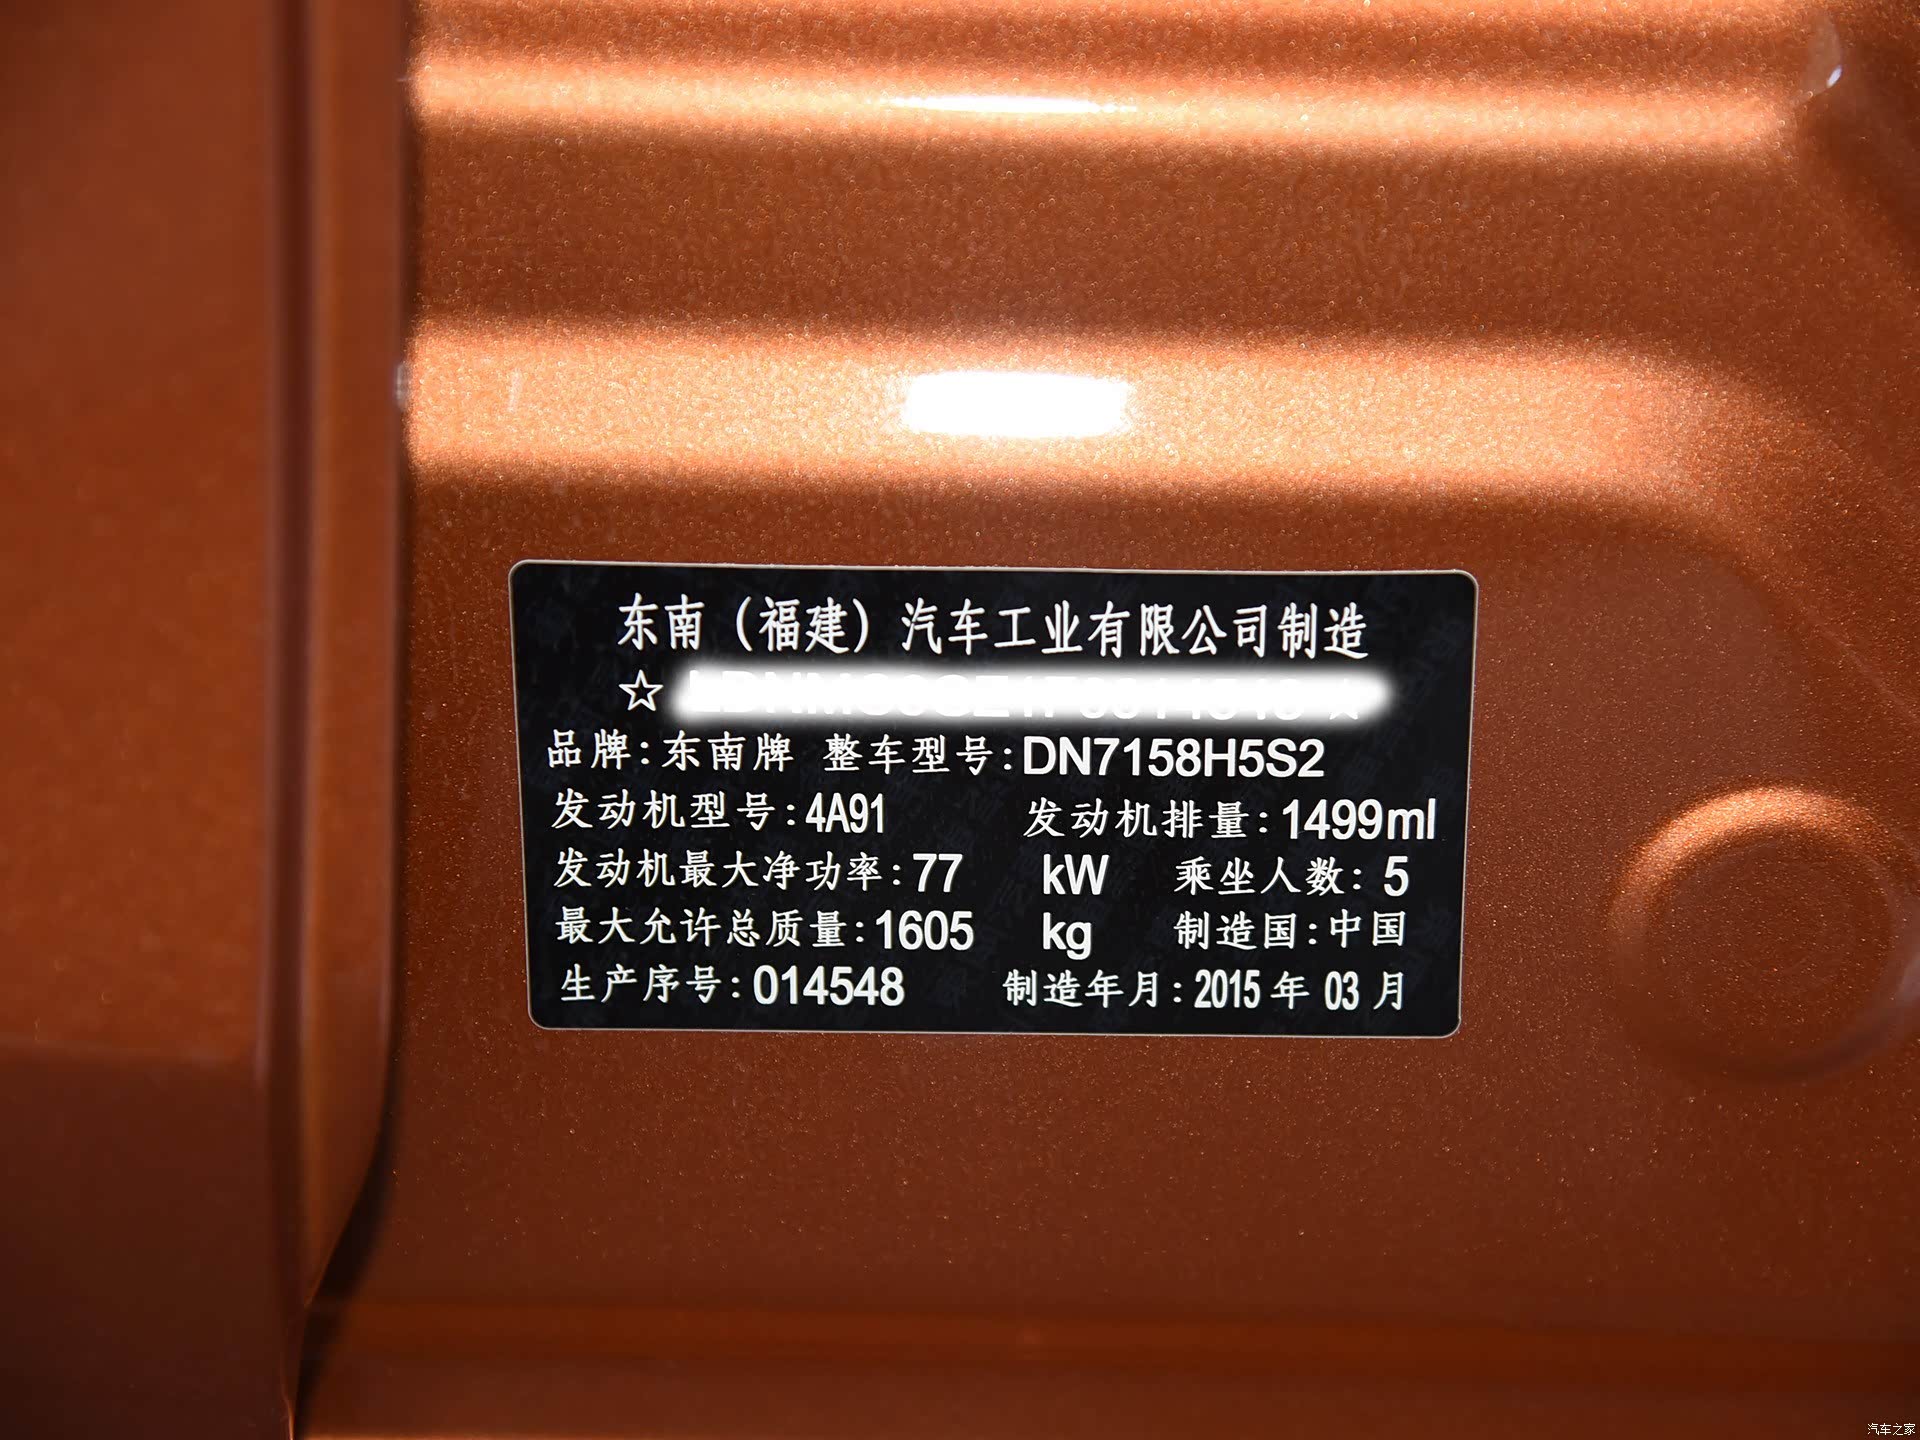 东南（福建）汽车工业有限公司制造
☆
品牌:东南牌 整车型号:DN7158H5S2
发动机型号:4A91 发动机排量:1499ml
发动机最大净功率:77 kW 乘坐人数: 5
最大允许总质量:1605 kg 制造国:中国
生产序号:014548 制造年月:2015年 03 月
汽车之家